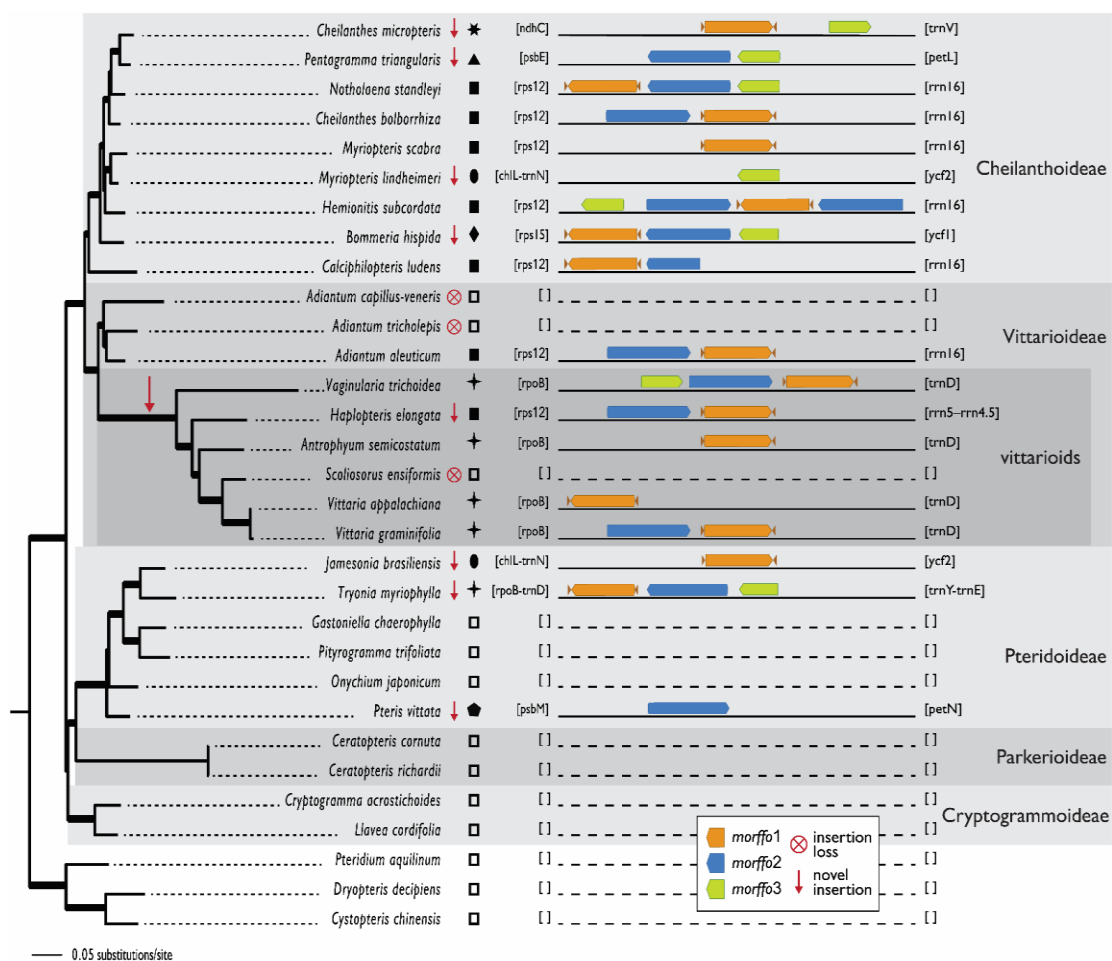 Cheilanthes micropteris [ndhC] [trnV]
Pentagramma triangularis [psbE] [petL]
Notholaena standleyi [rps12] [rrn16]
Cheilanthes bolborrhiza [rps12] [rrn16]
Myriopteris scabra [rps12] [rrn16]
Cheilanthoideae
Myriopteris lindheimeri [chlL-trnN] [ycf2]
Hemionitis subcordata [rps12] [rrn16]
Bommeria hispida [rps15] [ycf1]
Calciphilopteris ludens [rps12] [rrn16]
Adiantum capillus-veneris [ ] [ ]
Adiantum tricholepis [ ] [ ]
Vittarioideae
Adiantum aleuticum [rps12] [rrn16]
Vaginularia trichoidea [rpoB] [trnD]
Haplopteris elongata [rps12] [rrn5–rrn4.5]
Antrophyum semicostatum [rpoB] [trnD]
vittarioids
Scoliosorus ensiformis [ ] [ ]
Vittaria appalachiana [rpoB] [trnD]
Vittaria graminifolia [rpoB] [trnD]
Jamesonia brasiliensis [chlL-trnN] [ycf2]
Tryonia myriophylla [rpoB-trnD] [trnY-trnE]
Gastoniella chaerophylla [ ] [ ]
Pityrogramma trifoliata [ ] [ ]
Pteridoideae
Onychium japonicum [ ] [ ]
Pteris vittata [psbM] [petN]
Ceratopteris cornuta [ ] [ ]
Parkerioideae
Ceratopteris richardii [ ] [ ]
Cryptogramma acrostichoides [ ] [ ]
Cryptogrammoideae
Llavea cordifolia [ ] [ ]
Pteridium aquilinum [ ] [ ]
Dryopteris decipiens [ ] [ ]
Cystopteris chinensis [ ] [ ]
morffo1
morffo2
morffo3
insertion
loss
novel
insertion
0.05 substitutions/site